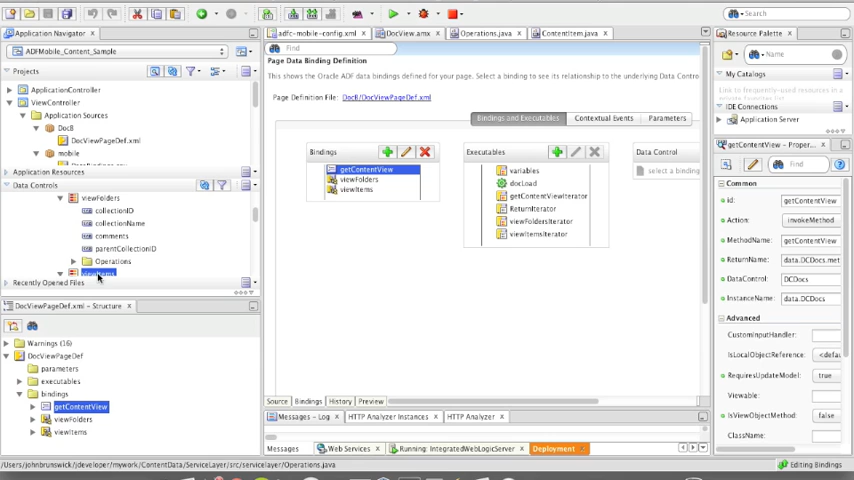 Search
Application Navigator
adfc-mobile-config.xml
DocView.amx
Operations.java
ContentItem.java
Resource Palette
ADFMobile_Content_Sample
Find
Name
Projects
Page Data Binding Definition
My Catalogs
ApplicationController
This shows the Oracle ADF data bindings defined for your page. Select a binding to see its relationship to the underlying Data Contro
IDE Connections
ViewController
Application Server
Application Sources
Page Definition File: DocB/DocViewPageDef.xml
DocB
Bindings and Executables
Contextual Events
Parameters
DocViewPageDef.xml
getContentView - Proper...
mobile
Bindings
Executables
Data Control
Find
Application Resources
getContentView
variables
select a binding
Common
Data Controls
viewFolders
docLoad
viewFolders
viewItems
getContentViewIterator
id:
getContentView
collectionID
ReturnIterator
Action:
invokeMethod
collectionName
viewFoldersIterator
MethodName:
getContentView
comments
viewItemsIterator
ReturnName:
data.DCDocs.met
parentCollectionID
DataControl:
DCDocs
Operations
InstanceName:
data.DCDocs
viewItems
Recently Opened Files
Advanced
DocViewPageDef.xml - Structure
CustomInputHandler:
Warnings (16)
IsLocalObjectReference:
<defau
DocViewPageDef
RequiresUpdateModel:
true
parameters
Viewable:
executables
bindings
Source
Bindings
History
Preview
IsViewObjectMethod:
false
getContentView
Messages - Log
HTTP Analyzer Instances
HTTP Analyzer
ClassName:
viewFolders
viewItems
Messages
Web Services
Running: IntegratedWebLogicServer
Deployment
/Users/johnbrunswick/jdeveloper/mywork/ContentData/ServiceLayer/src/servicelayer/Operations.java
Editing Bindings